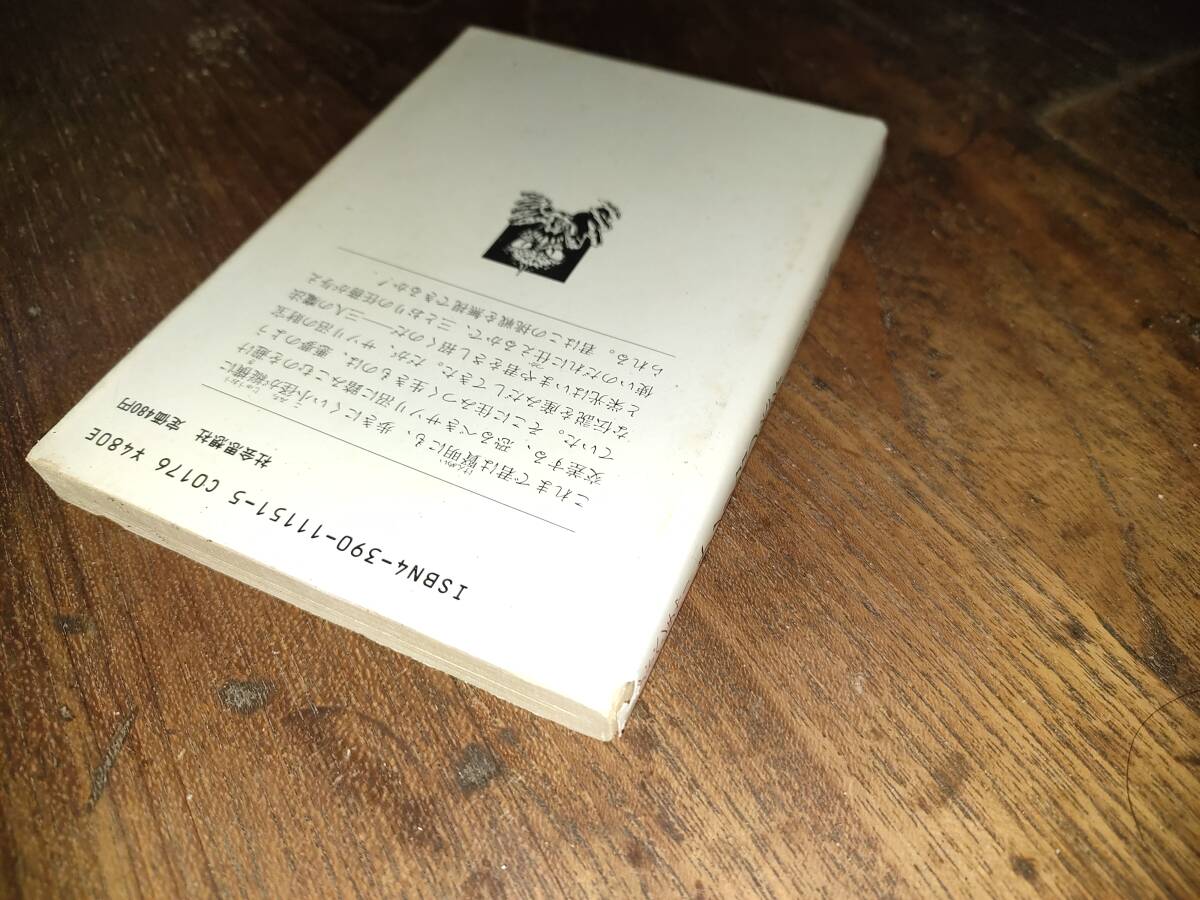 ISBN4-390-11151-5 C0176 ¥480E
社会思想社 定価480円
これまで君は賢明にも、歩きにくい小径が縦横に
交差する、恐るべきサソリ沼に踏みこむのを避け
ていた。そこに住みつく生きものは、悪夢のよう
な伝説を産みだしてきた。だが、サソリ沼の財宝
と栄光はいまや君をさし招くのだ——三人の魔法
使いのだれに仕えるかで、三とおりの任務が与え
られる。君はこの挑戦を無視できるか!